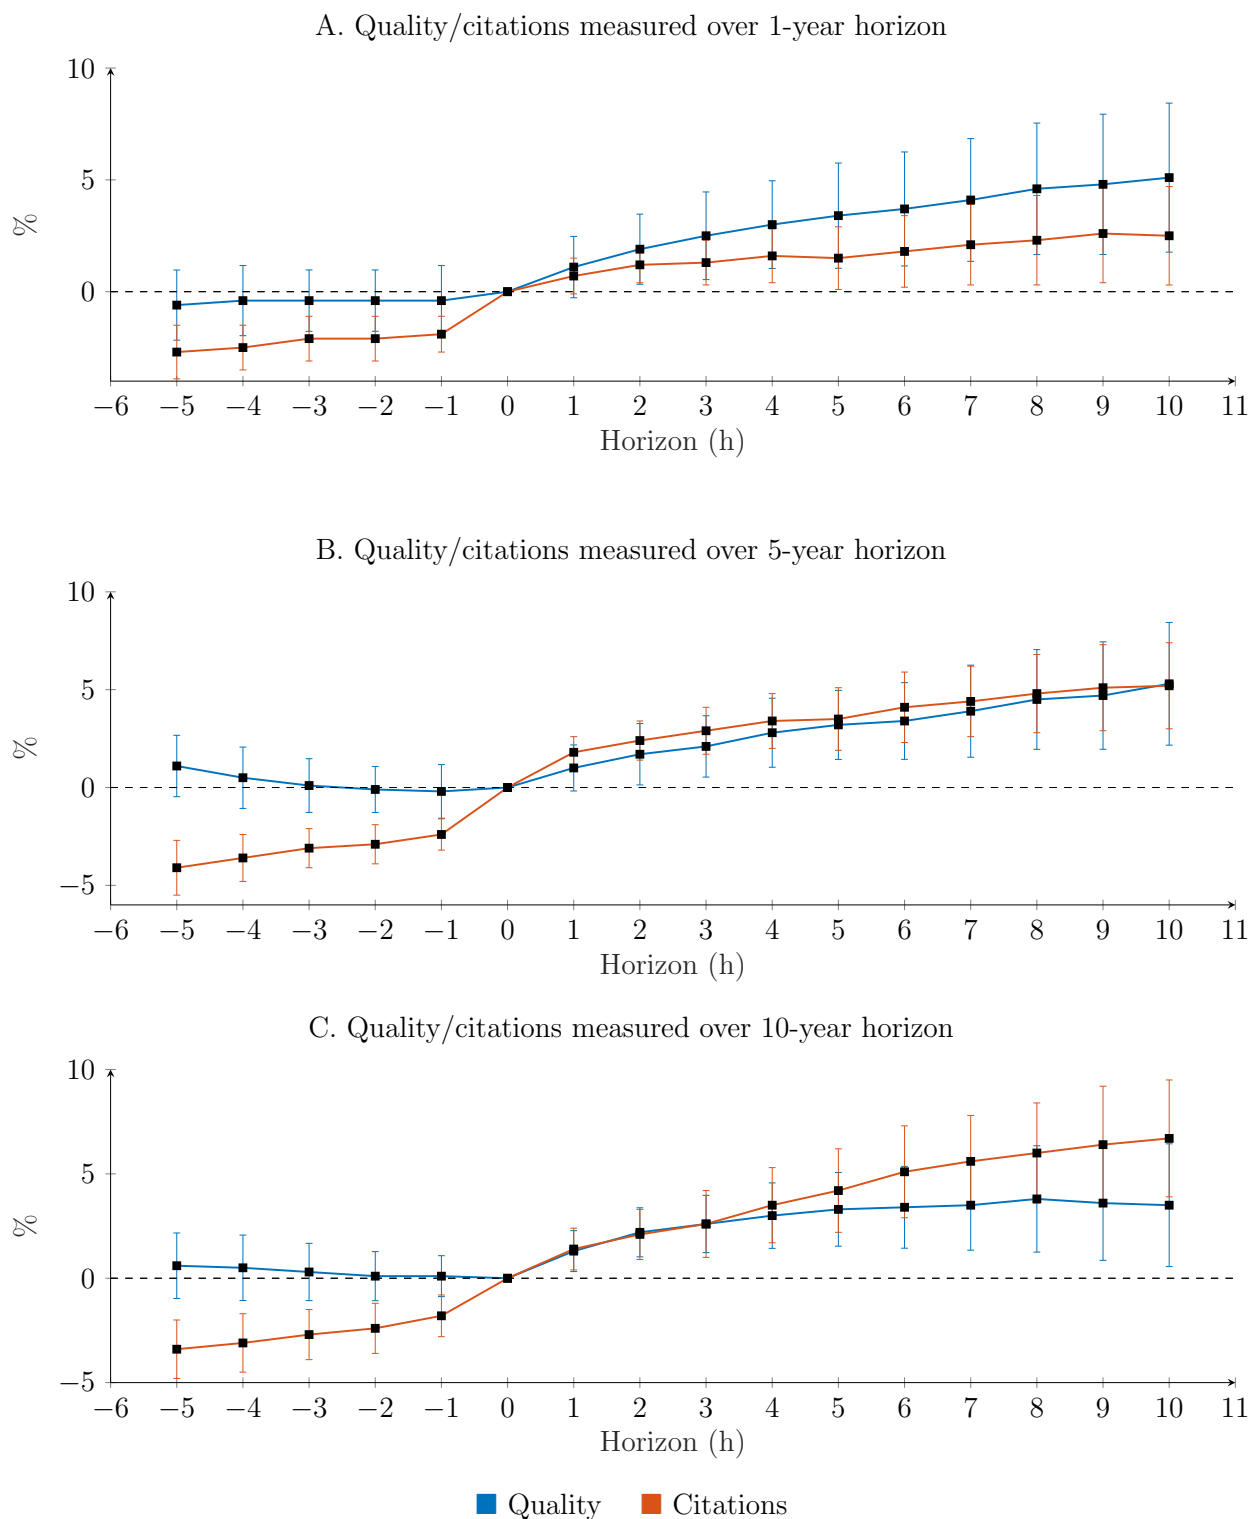 A. Quality/citations measured over 1-year horizon
10
5
0
%
−6 −5 −4 −3 −2 −1 0 1 2 3 4 5 6 7 8 9 10 11
Horizon (h)
B. Quality/citations measured over 5-year horizon
10
5
0
−5
%
−6 −5 −4 −3 −2 −1 0 1 2 3 4 5 6 7 8 9 10 11
Horizon (h)
C. Quality/citations measured over 10-year horizon
10
5
0
−5
%
−6 −5 −4 −3 −2 −1 0 1 2 3 4 5 6 7 8 9 10 11
Horizon (h)
Quality Citations